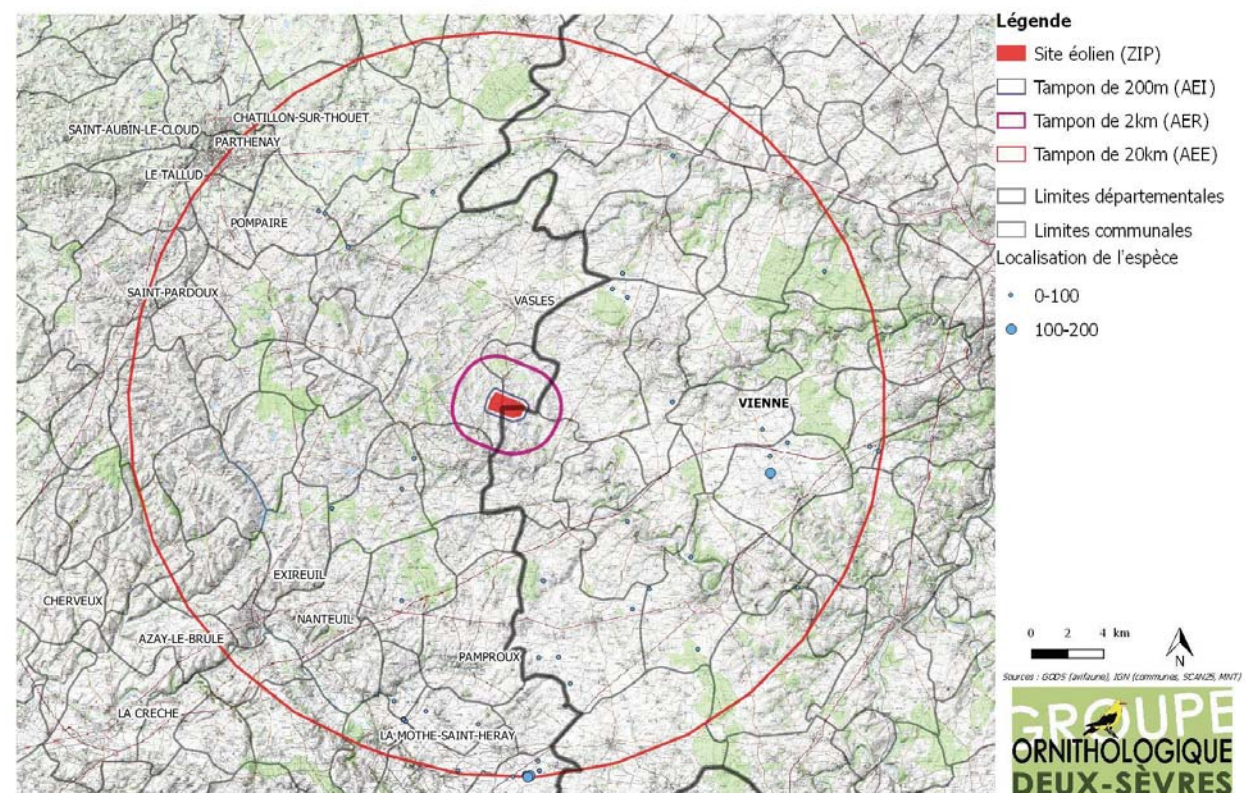 CHATILLON-SUR-THOUET
SAINT-AUBIN-LE-CLOUD
PARTHENAY
LE TALLUD
POMPAIRE
SAINT-PARDOUX
VASLES
VIENNE
EXIREUIL
CHERVEUX
NANTEUIL
AZAY-LE-BRULE
PAMPROUX
LA CRECHE
LA MOTHE-SAINT-HERAY
Légende
Site éolien (ZIP)
Tampon de 200m (AEI)
Tampon de 2km (AER)
Tampon de 20km (AEE)
Limites départementales
Limites communales
Localisation de l'espèce
0-100
100-200
0 2 4 km
N
Sources : GODS (avifaune), IGN (communes, SCAN25, MNT)
GROUPE
ORNITHOLOGIQUE
DEUX-SÈVRES